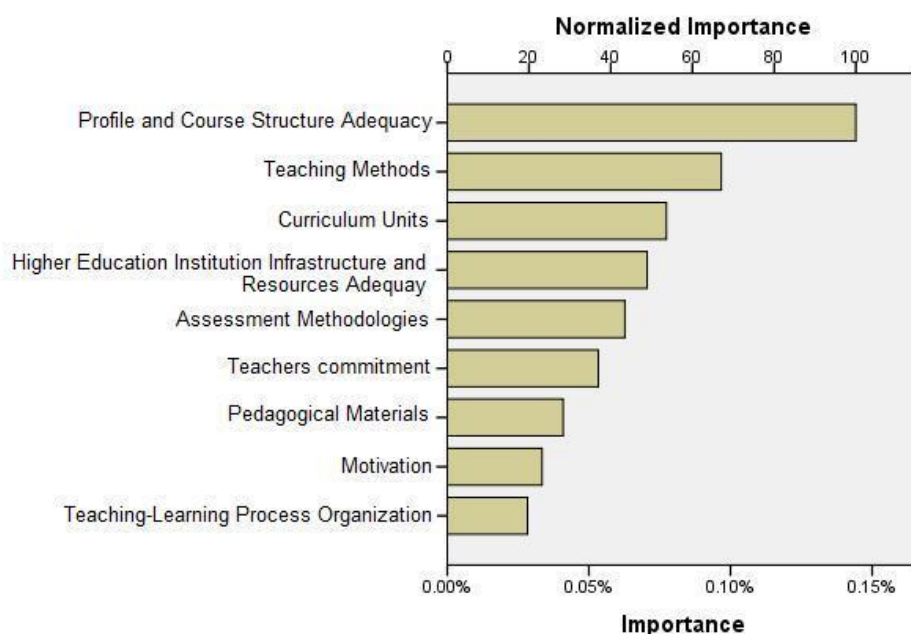 Normalized Importance
0 20 40 60 80 100
Profile and Course Structure Adequacy
Teaching Methods
Curriculum Units
Higher Education Institution Infrastructure and
Resources Adequay
Assessment Methodologies
Teachers commitment
Pedagogical Materials
Motivation
Teaching-Learning Process Organization
0.00% 0.05% 0.10% 0.15%
Importance